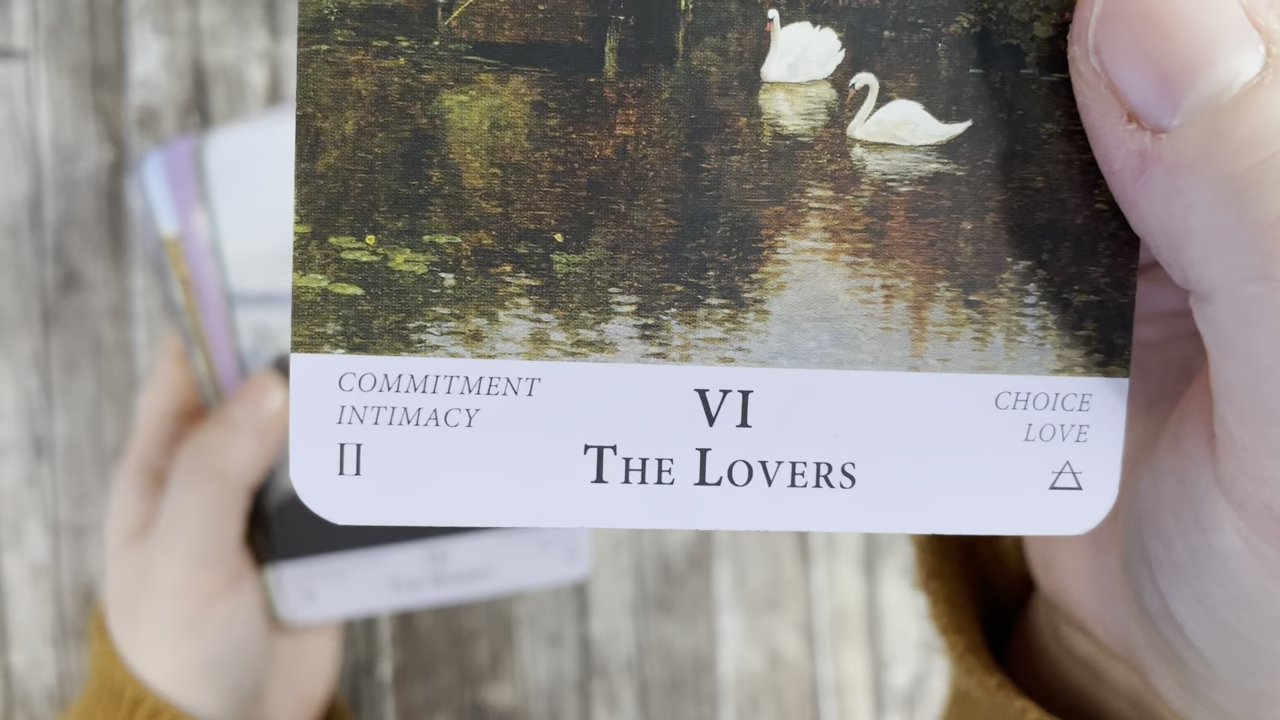 COMMITMENT
INTIMACY
VI
THE LOVERS
CHOICE
LOVE